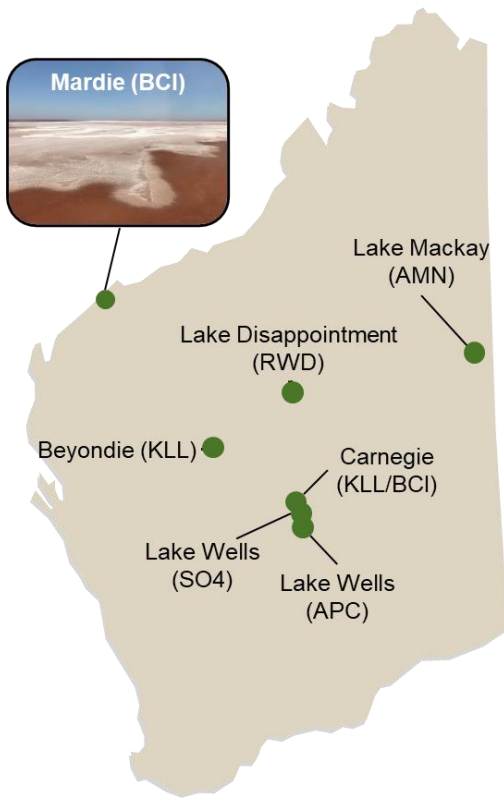 Mardie (BCI)
Lake Mackay
(AMN)
Lake Disappointment
(RWD)
Beyondie (KLL)
Carnegie
(KLL/BCI)
Lake Wells
(SO4)
Lake Wells
(APC)